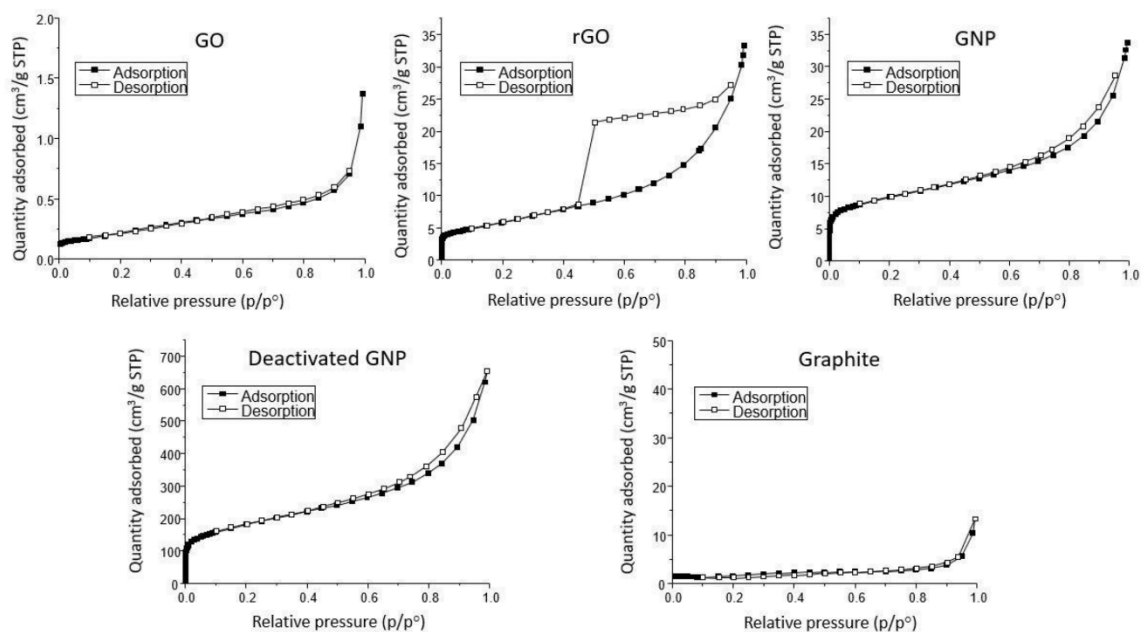 GO
Quantity adsorbed (cm³/g STP)
2.0
1.5
1.0
0.5
0.0
Adsorption
Desorption
0.0 0.2 0.4 0.6 0.8 1.0
Relative pressure (p/p°)
rGO
Quantity adsorbed (cm³/g STP)
35
30
25
20
15
10
5
0
Adsorption
Desorption
0.0 0.2 0.4 0.6 0.8 1.0
Relative pressure (p/p°)
GNP
Quantity adsorbed (cm³/g STP)
35
30
25
20
15
10
5
0
Adsorption
Desorption
0.0 0.2 0.4 0.6 0.8 1.0
Relative pressure (p/p°)
Deactivated GNP
Quantity adsorbed (cm³/g STP)
700
600
500
400
300
200
100
0
Adsorption
Desorption
0.0 0.2 0.4 0.6 0.8 1.0
Relative pressure (p/p°)
Graphite
Quantity adsorbed (cm³/g STP)
50
40
30
20
10
0
Adsorption
Desorption
0.0 0.2 0.4 0.6 0.8 1.0
Relative pressure (p/p°)